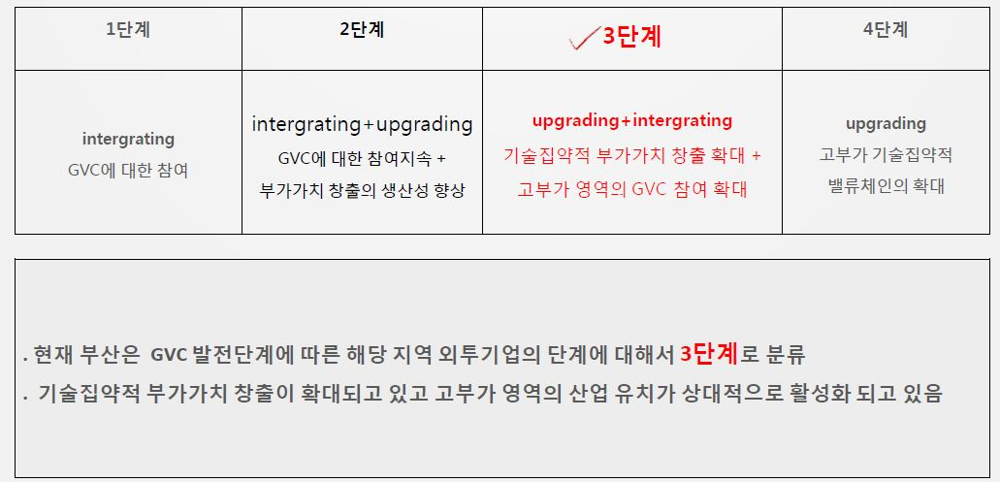 1단계
2단계
3단계
4단계
intergrating
GVC에 대한 참여
intergrating+upgrading
GVC에 대한 참여지속 +
부가가치 창출의 생산성 향상
upgrading+intergrating
기술집약적 부가가치 창출 확대 +
고부가 영역의 GVC 참여 확대
upgrading
고부가 기술집약적
밸류체인의 확대
. 현재 부산은 GVC 발전단계에 따른 해당 지역 외투기업의 단계에 대해서 3단계로 분류
. 기술집약적 부가가치 창출이 확대되고 있고 고부가 영역의 산업 유치가 상대적으로 활성화 되고 있음